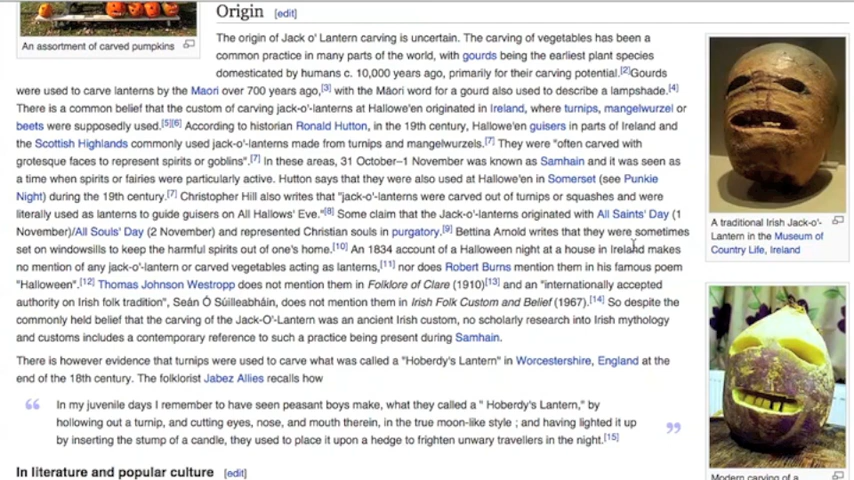 An assortment of carved pumpkins
Origin [edit]
The origin of Jack o' Lantern carving is uncertain. The carving of vegetables has been a
common practice in many parts of the world, with gourds being the earliest plant species
domesticated by humans c. 10,000 years ago, primarily for their carving potential.[2]Gourds
were used to carve lanterns by the Maori over 700 years ago,[3] with the Māori word for a gourd also used to describe a lampshade.[4]
There is a common belief that the custom of carving jack-o'-lanterns at Hallowe'en originated in Ireland, where turnips, mangelwurzel or
beets were supposedly used.[5][6] According to historian Ronald Hutton, in the 19th century, Hallowe'en guisers in parts of Ireland and
the Scottish Highlands commonly used jack-o'-lanterns made from turnips and mangelwurzels.[7] They were "often carved with
grotesque faces to represent spirits or goblins".[7] In these areas, 31 October–1 November was known as Samhain and it was seen as
a time when spirits or fairies were particularly active. Hutton says that they were also used at Hallowe'en in Somerset (see Punkie
Night) during the 19th century.[7] Christopher Hill also writes that "jack-o'-lanterns were carved out of turnips or squashes and were
literally used as lanterns to guide guisers on All Hallows' Eve."[8] Some claim that the Jack-o'-lanterns originated with All Saints' Day (1
November)/All Souls' Day (2 November) and represented Christian souls in purgatory.[9] Bettina Arnold writes that they were sometimes
set on windowsills to keep the harmful spirits out of one's home.[10] An 1834 account of a Halloween night at a house in Ireland makes
no mention of any jack-o'-lantern or carved vegetables acting as lanterns,[11] nor does Robert Burns mention them in his famous poem
"Halloween".[12] Thomas Johnson Westropp does not mention them in Folklore of Clare (1910)[13] and an "internationally accepted
authority on Irish folk tradition", Seán Ó Súilleabháin, does not mention them in Irish Folk Custom and Belief (1967).[14] So despite the
commonly held belief that the carving of the Jack-O'-Lantern was an ancient Irish custom, no scholarly research into Irish mythology
and customs includes a contemporary reference to such a practice being present during Samhain.
There is however evidence that turnips were used to carve what was called a "Hoberdy's Lantern" in Worcestershire, England at the
end of the 18th century. The folklorist Jabez Allies recalls how
“ In my juvenile days I remember to have seen peasant boys make, what they called a " Hoberdy's Lantern," by
hollowing out a turnip, and cutting eyes, nose, and mouth therein, in the true moon-like style ; and having lighted it up
by inserting the stump of a candle, they used to place it upon a hedge to frighten unwary travellers in the night.[15] ”
In literature and popular culture [edit]
A traditional Irish Jack-o'-
Lantern in the Museum of
Country Life, Ireland
Modern carving of a